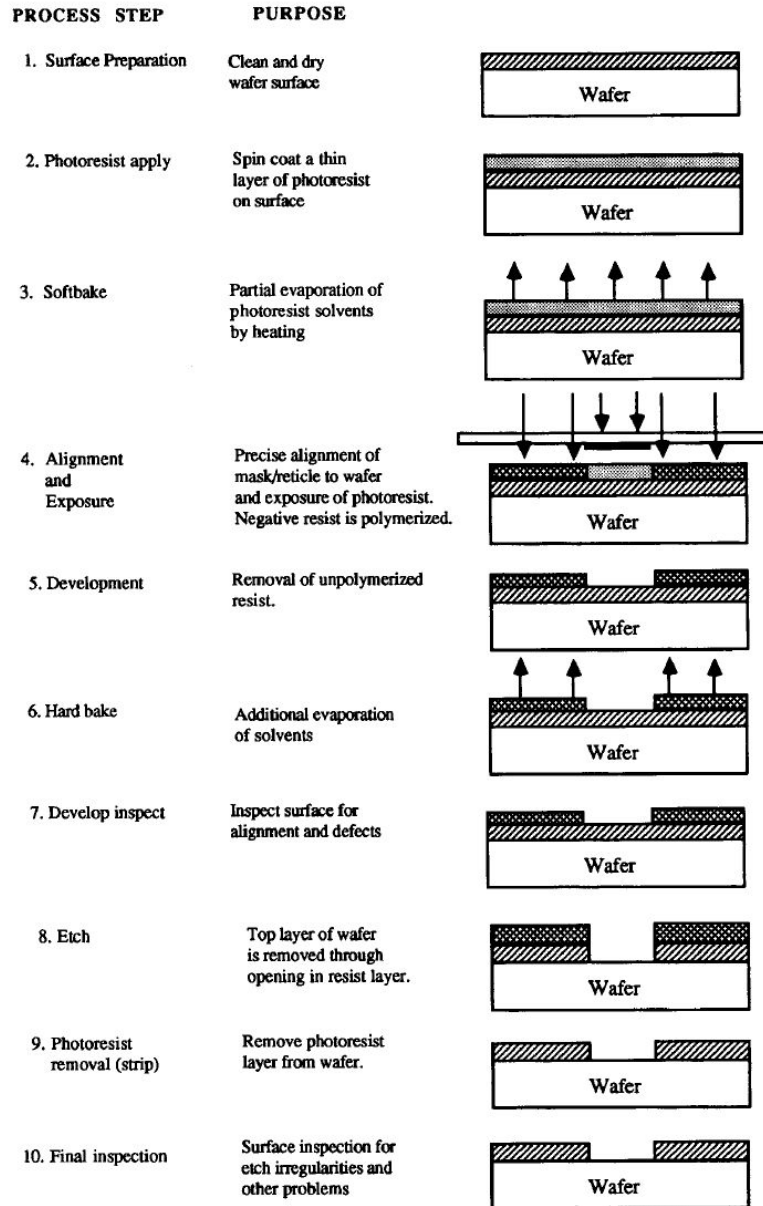 PROCESS STEP PURPOSE
1. Surface Preparation Clean and dry
wafer surface
Wafer
2. Photoresist apply Spin coat a thin
layer of photoresist
on surface
Wafer
3. Softbake Partial evaporation of
photoresist solvents
by heating
Wafer
4. Alignment Precise alignment of
and mask/reticle to wafer
Exposure and exposure of photoresist.
Negative resist is polymerized.
Wafer
5. Development Removal of unpolymerized
resist.
Wafer
6. Hard bake Additional evaporation
of solvents
Wafer
7. Develop inspect Inspect surface for
alignment and defects
Wafer
8. Etch Top layer of wafer
is removed through
opening in resist layer.
Wafer
9. Photoresist Remove photoresist
removal (strip) layer from wafer.
Wafer
10. Final inspection Surface inspection for
etch irregularities and
other problems
Wafer